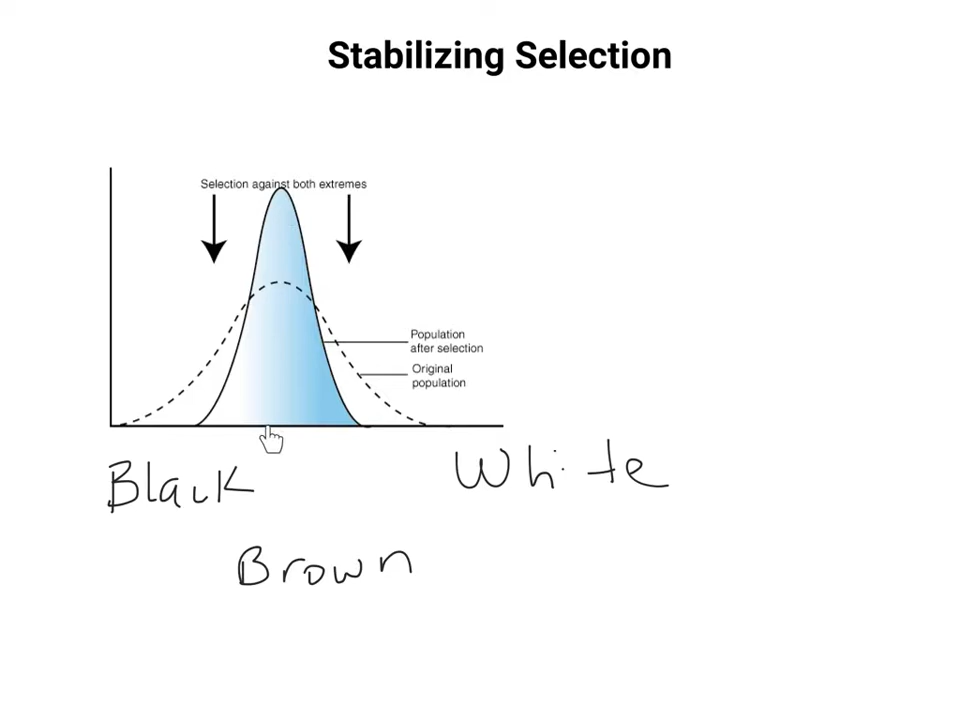 Stabilizing Selection
Selection against both extremes
Population
after selection
Original
population
Black
White
Brown